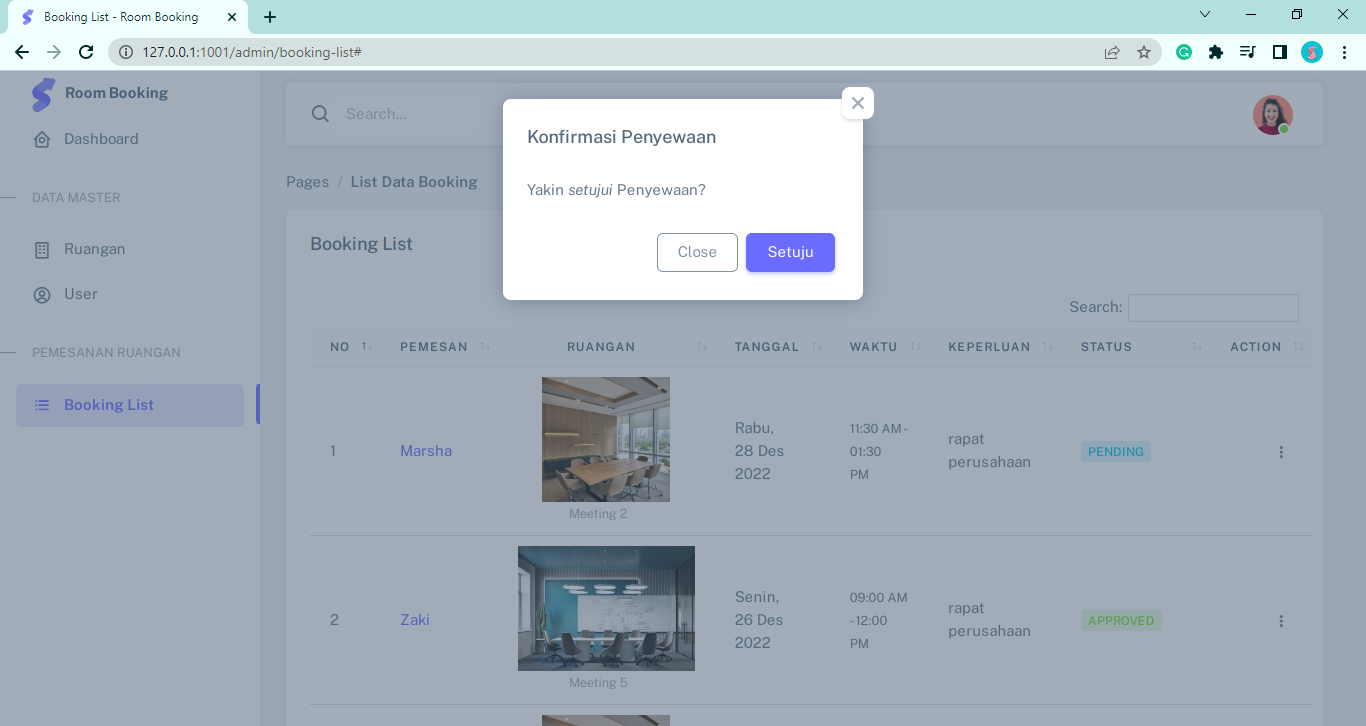 Booking List - Room Booking
127.0.0.1:1001/admin/booking-list#
Room Booking
Search...
Dashboard
Pages / List Data Booking
DATA MASTER
Ruangan
User
PEMESANAN RUANGAN
Booking List
Konfirmasi Penyewaan
Yakin setujui Penyewaan?
Close Setuju
Booking List
Search:
NO PEMESAN RUANGAN TANGGAL WAKTU KEPERLUAN STATUS ACTION
1
Marsha
Meeting 2
Rabu,
28 Des
2022
11:30 AM -
01:30
PM
rapat
perusahaan
PENDING
2
Zaki
Meeting 5
Senin,
26 Des
2022
09:00 AM
- 12:00
PM
rapat
perusahaan
APPROVED